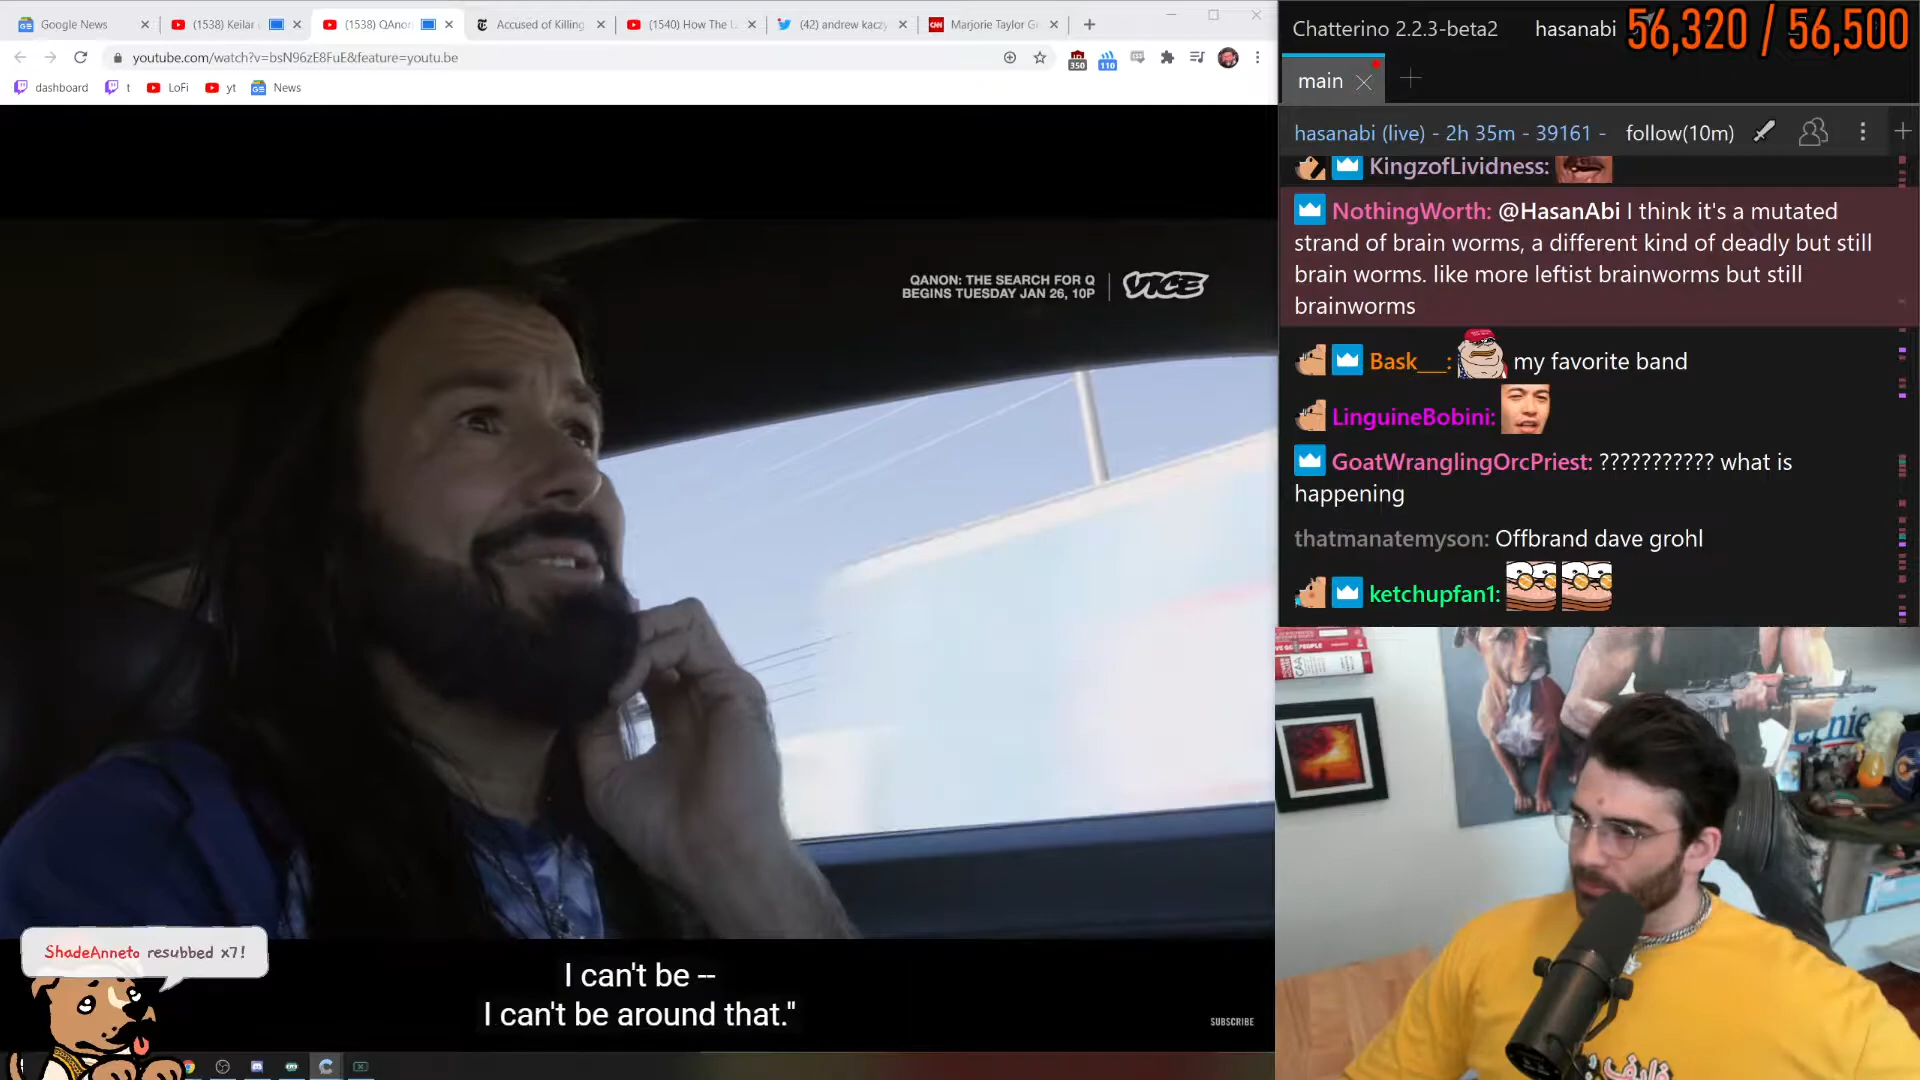 Google News
(1538) Keilar
(1538) QAnon
Accused of Killing
(1540) How The L
(42) andrew kaczy
CNN
Marjorie Taylor Gr
youtube.com/watch?v=bsN96zE8FuE&feature=youtu.be
350
110
dashboard
t
LoFi
yt
News
QANON: THE SEARCH FOR Q
BEGINS TUESDAY JAN 26, 10P
VICE
ShadeAnneto resubbed x7!
I can't be --
I can't be around that."
SUBSCRIBE
Chatterino 2.2.3-beta2
hasanabi
56,320 / 56,500
main
hasanabi (live) - 2h 35m - 39161 -
follow(10m)
KingzofLividness:
NothingWorth: @HasanAbi I think it's a mutated
strand of brain worms, a different kind of deadly but still
brain worms. like more leftist brainworms but still
brainworms
Bask___: my favorite band
LinguineBobini:
GoatWranglingOrcPriest: ??????????? what is
happening
thatmanatemyson: Offbrand dave grohl
ketchupfan1: